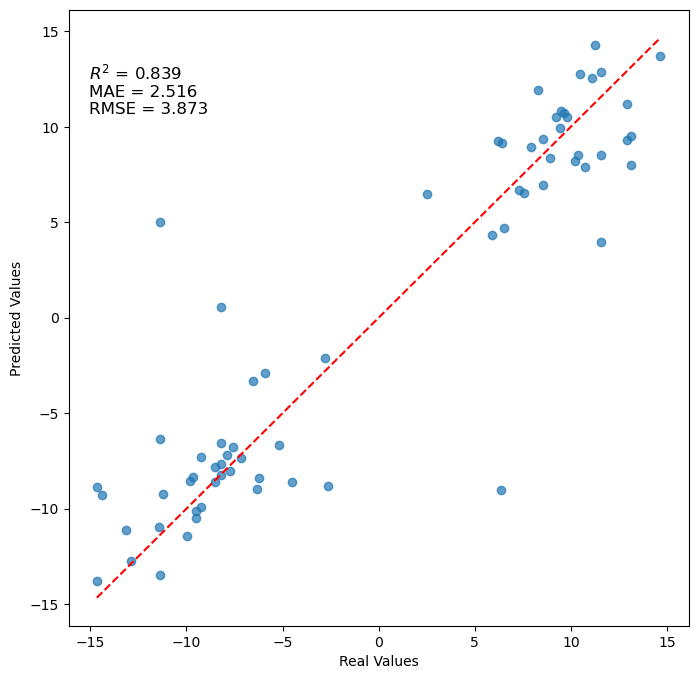 R² = 0.839
MAE = 2.516
RMSE = 3.873
15
10
5
0
−5
−10
−15
Predicted Values
−15 −10 −5 0 5 10 15
Real Values